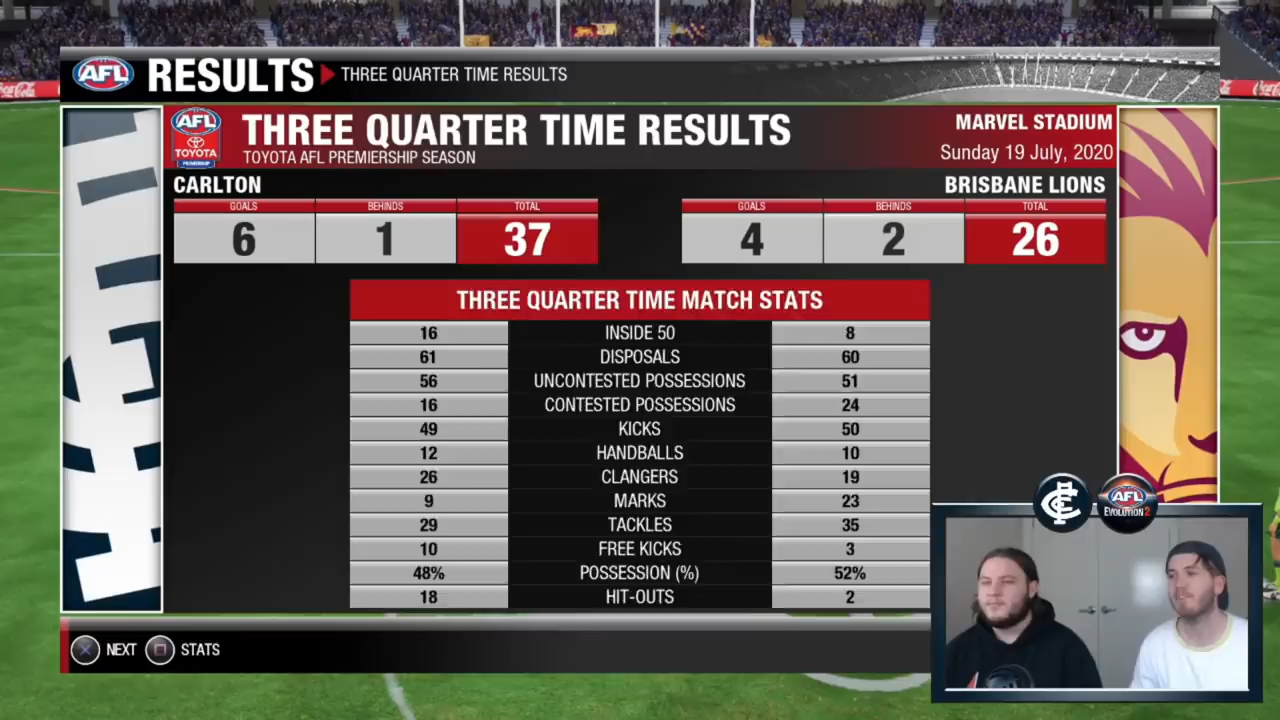 AFL RESULTS THREE QUARTER TIME RESULTS
Coca-Cola
AFL
TOYOTA
PREMIERSHIP
THREE QUARTER TIME RESULTS
TOYOTA AFL PREMIERSHIP SEASON
MARVEL STADIUM
Sunday 19 July, 2020
CARLTON BRISBANE LIONS
GOALS BEHINDS TOTAL GOALS BEHINDS TOTAL
6 1 37 4 2 26
THREE QUARTER TIME MATCH STATS
16 INSIDE 50 8
61 DISPOSALS 60
56 UNCONTESTED POSSESSIONS 51
16 CONTESTED POSSESSIONS 24
49 KICKS 50
12 HANDBALLS 10
26 CLANGERS 19
9 MARKS 23
29 TACKLES 35
10 FREE KICKS 3
48% POSSESSION (%) 52%
18 HIT-OUTS 2
CFC
AFL
EVOLUTION 2
NEXT STATS